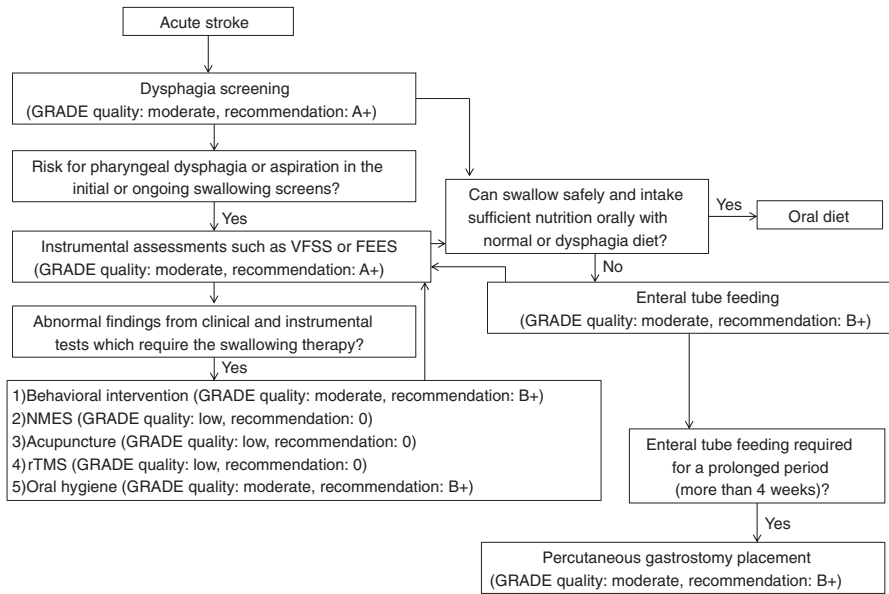 Acute stroke
Dysphagia screening
(GRADE quality: moderate, recommendation: A+)
Risk for pharyngeal dysphagia or aspiration in the
initial or ongoing swallowing screens?
Yes
Instrumental assessments such as VFSS or FEES
(GRADE quality: moderate, recommendation: A+)
Abnormal findings from clinical and instrumental
tests which require the swallowing therapy?
Yes
1)Behavioral intervention (GRADE quality: moderate, recommendation: B+)
2)NMES (GRADE quality: low, recommendation: 0)
3)Acupuncture (GRADE quality: low, recommendation: 0)
4)rTMS (GRADE quality: low, recommendation: 0)
5)Oral hygiene (GRADE quality: moderate, recommendation: B+)
Can swallow safely and intake
sufficient nutrition orally with
normal or dysphagia diet?
Yes
Oral diet
No
Enteral tube feeding
(GRADE quality: moderate, recommendation: B+)
Enteral tube feeding required
for a prolonged period
(more than 4 weeks)?
Yes
Percutaneous gastrostomy placement
(GRADE quality: moderate, recommendation: B+)